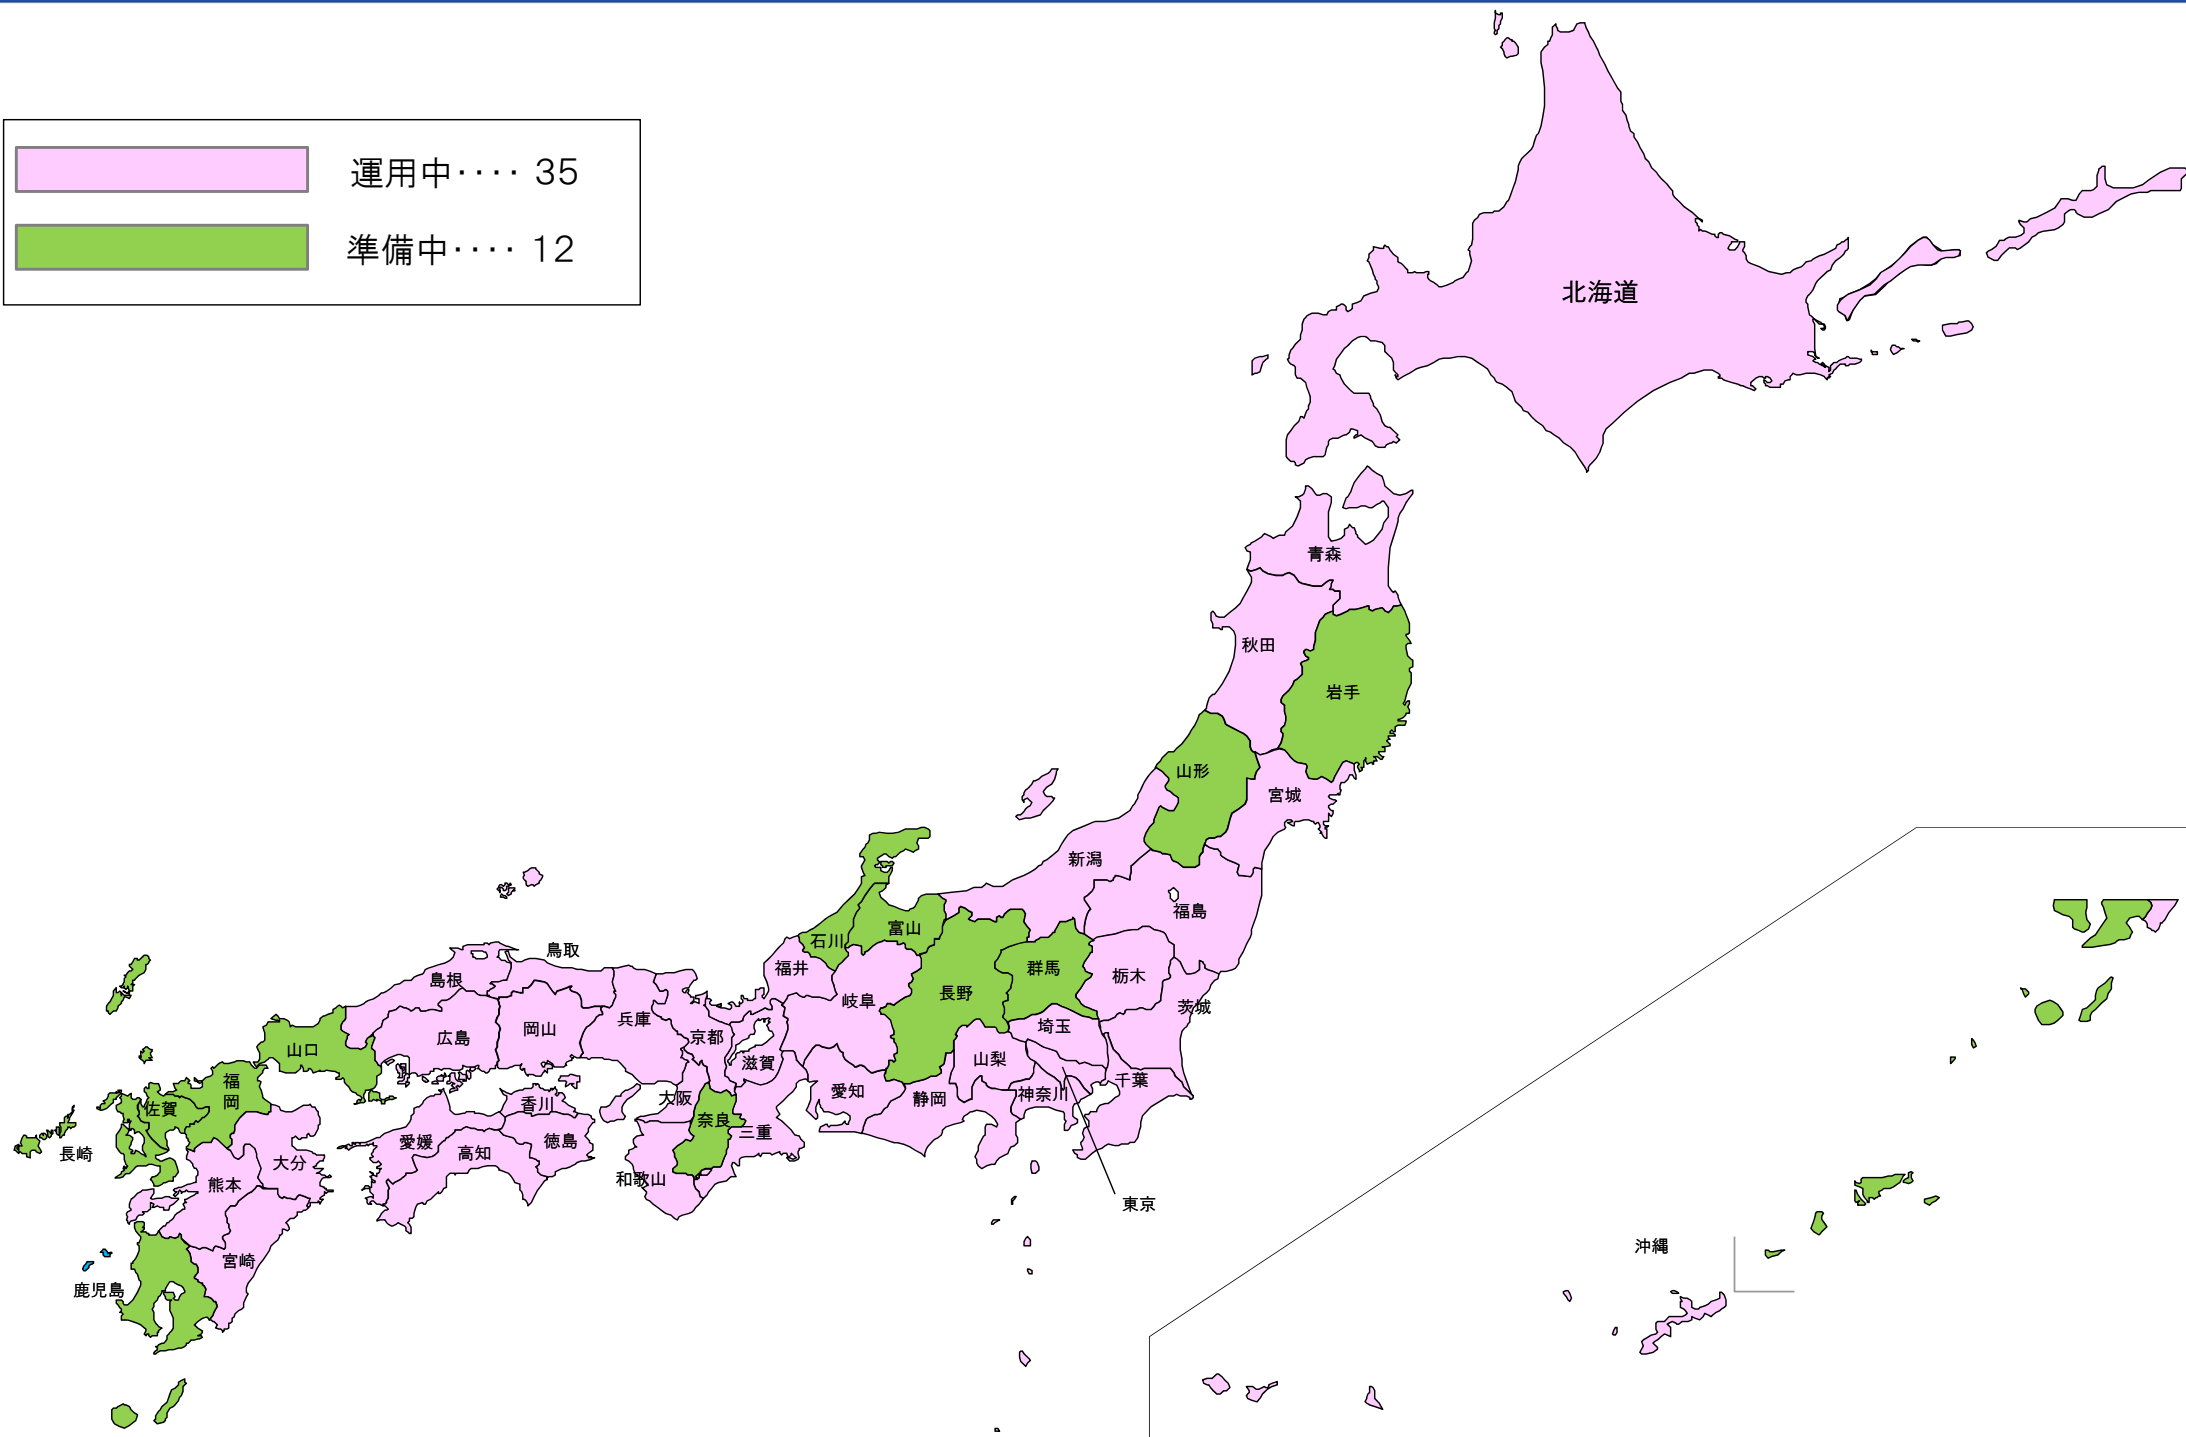 運用中‥‥ 35
準備中‥‥ 12
北海道
青森
秋田
岩手
山形
宮城
新潟
福島
石川
富山
群馬
栃木
福井
岐阜
長野
茨城
埼玉
山梨
千葉
神奈川
東京
静岡
愛知
鳥取
島根
岡山
兵庫
京都
滋賀
広島
山口
大阪
奈良
三重
和歌山
香川
徳島
愛媛
高知
福
岡
佐賀
長崎
大分
熊本
宮崎
鹿児島
沖縄